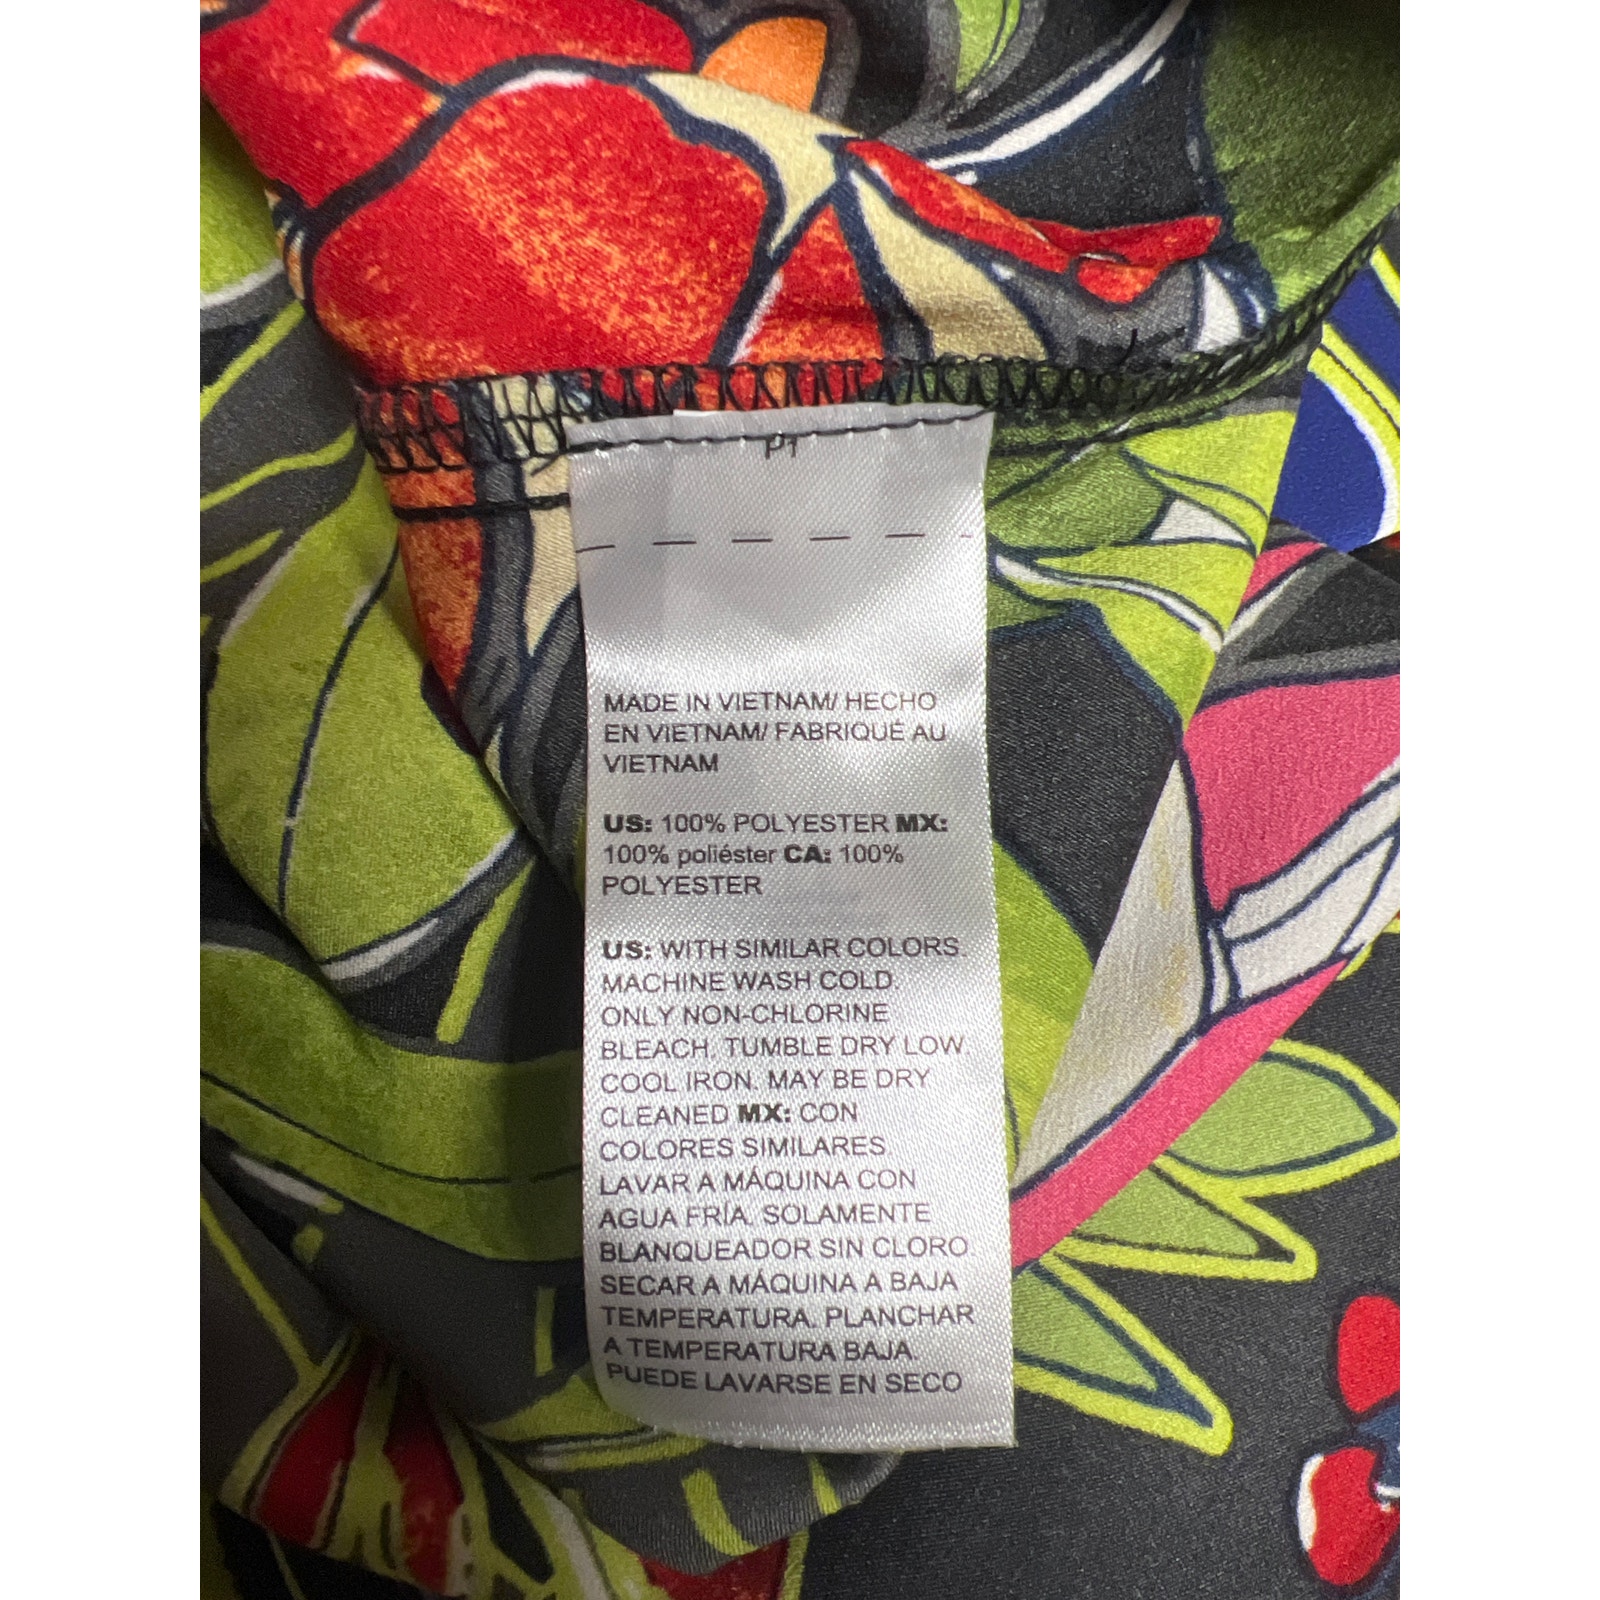 P1
MADE IN VIETNAM/ HECHO
EN VIETNAM/ FABRIQUÉ AU
VIETNAM
US: 100% POLYESTER MX:
100% poliéster CA: 100%
POLYESTER
US: WITH SIMILAR COLORS.
MACHINE WASH COLD.
ONLY NON-CHLORINE
BLEACH. TUMBLE DRY LOW.
COOL IRON. MAY BE DRY
CLEANED MX: CON
COLORES SIMILARES
LAVAR A MÁQUINA CON
AGUA FRÍA. SOLAMENTE
BLANQUEADOR SIN CLORO.
SECAR A MÁQUINA A BAJA
TEMPERATURA. PLANCHAR
A TEMPERATURA BAJA.
PUEDE LAVARSE EN SECO